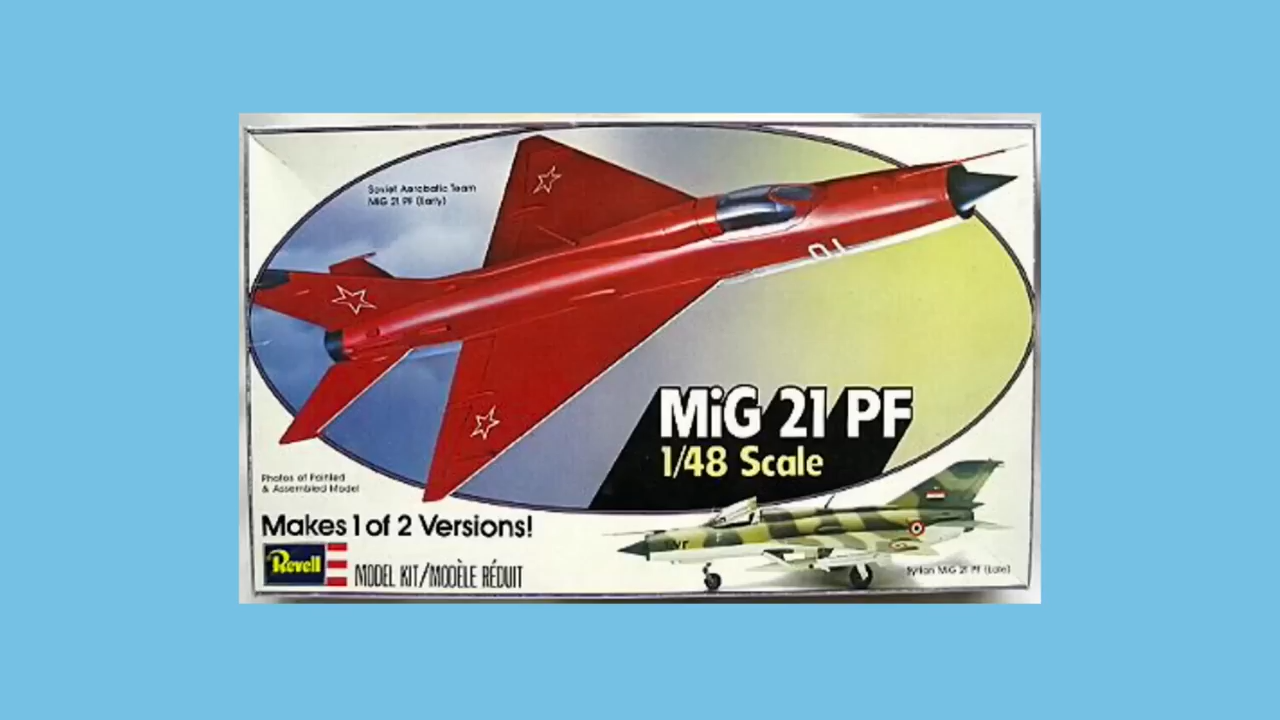 Soviet Aerobatic Team
MiG 21 PF (Early)
01
MiG 21 PF
1/48 Scale
Photos of Painted
& Assembled Model
Makes 1 of 2 Versions!
Revell
MODEL KIT/MODÈLE RÉDUIT
Syrian MiG 21 PF (Late)